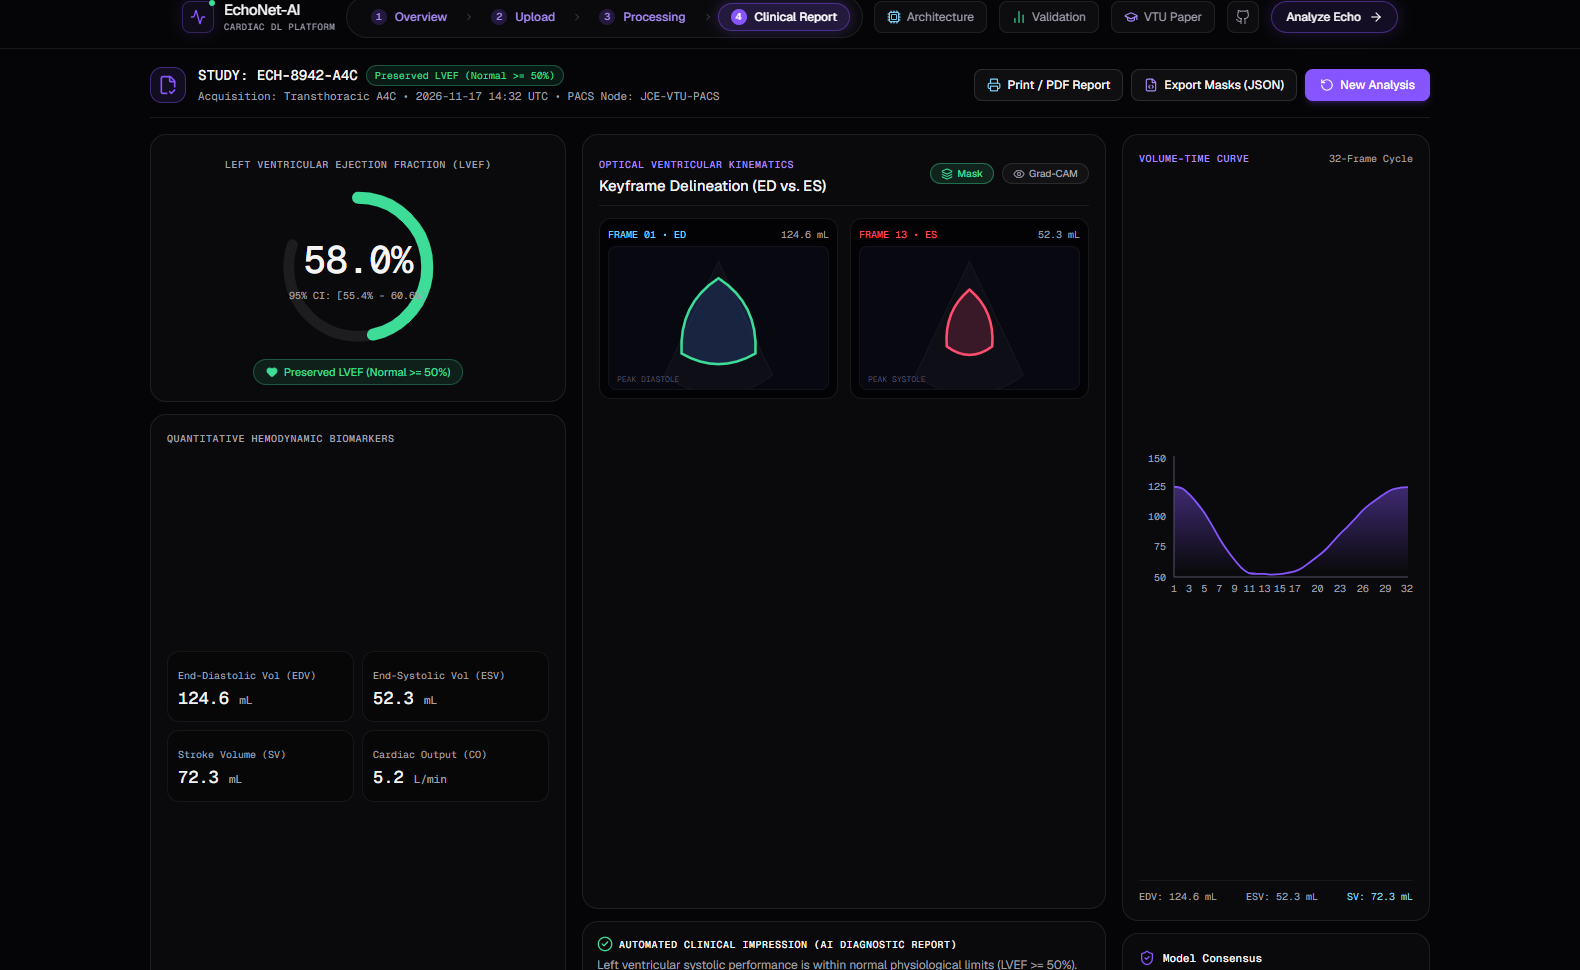 EchoNet-AI
CARDIAC DL PLATFORM
1 Overview
2 Upload
3 Processing
4 Clinical Report
Architecture
Validation
VTU Paper
Analyze Echo
STUDY: ECH-8942-A4C
Preserved LVEF (Normal >= 50%)
Acquisition: Transthoracic A4C • 2026-11-17 14:32 UTC • PACS Node: JCE-VTU-PACS
Print / PDF Report
Export Masks (JSON)
New Analysis
LEFT VENTRICULAR EJECTION FRACTION (LVEF)
58.0%
95% CI: [55.4% - 60.6
Preserved LVEF (Normal >= 50%)
QUANTITATIVE HEMODYNAMIC BIOMARKERS
End-Diastolic Vol (EDV)
124.6 mL
End-Systolic Vol (ESV)
52.3 mL
Stroke Volume (SV)
72.3 mL
Cardiac Output (CO)
5.2 L/min
OPTICAL VENTRICULAR KINEMATICS
Keyframe Delineation (ED vs. ES)
Mask
Grad-CAM
FRAME 01 · ED
124.6 mL
PEAK DIASTOLE
FRAME 13 · ES
52.3 mL
PEAK SYSTOLE
AUTOMATED CLINICAL IMPRESSION (AI DIAGNOSTIC REPORT)
Left ventricular systolic performance is within normal physiological limits (LVEF >= 50%).
VOLUME-TIME CURVE
32-Frame Cycle
150
125
100
75
50
1 3 5 7 9 11 13 15 17 20 23 26 29 32
EDV: 124.6 mL
ESV: 52.3 mL
SV: 72.3 mL
Model Consensus